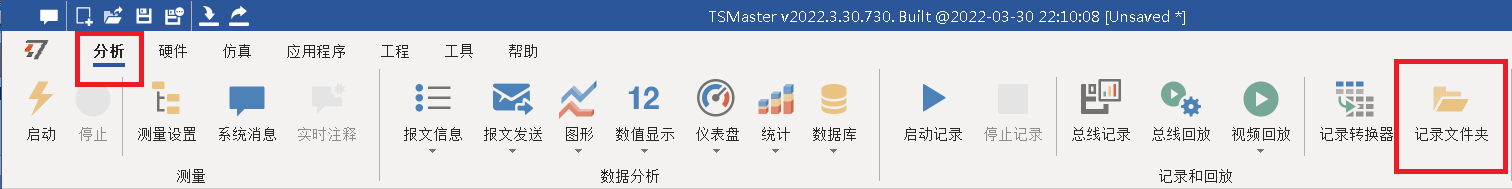 TSMaster v2022.3.30.730. Built @2022-03-30 22:10:08 [Unsaved *]
分析 硬件 仿真 应用程序 工程 工具 帮助
12
启动 停止 测量设置 系统消息 实时注释 报文信息 报文发送 图形 数值显示 仪表盘 统计 数据库 启动记录 停止记录 总线记录 总线回放 视频回放 记录转换器 记录文件夹
测量 数据分析 记录和回放